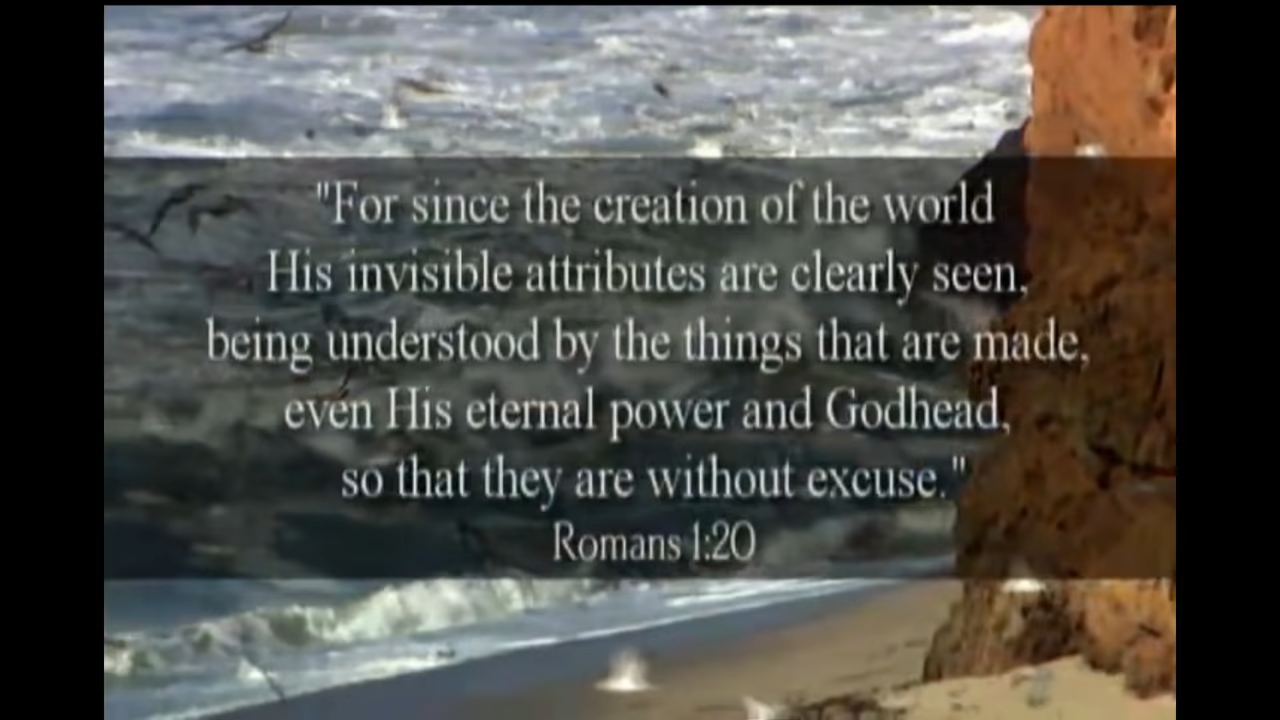 "For since the creation of the world
His invisible attributes are clearly seen,
being understood by the things that are made,
even His eternal power and Godhead,
so that they are without excuse."
Romans 1:20